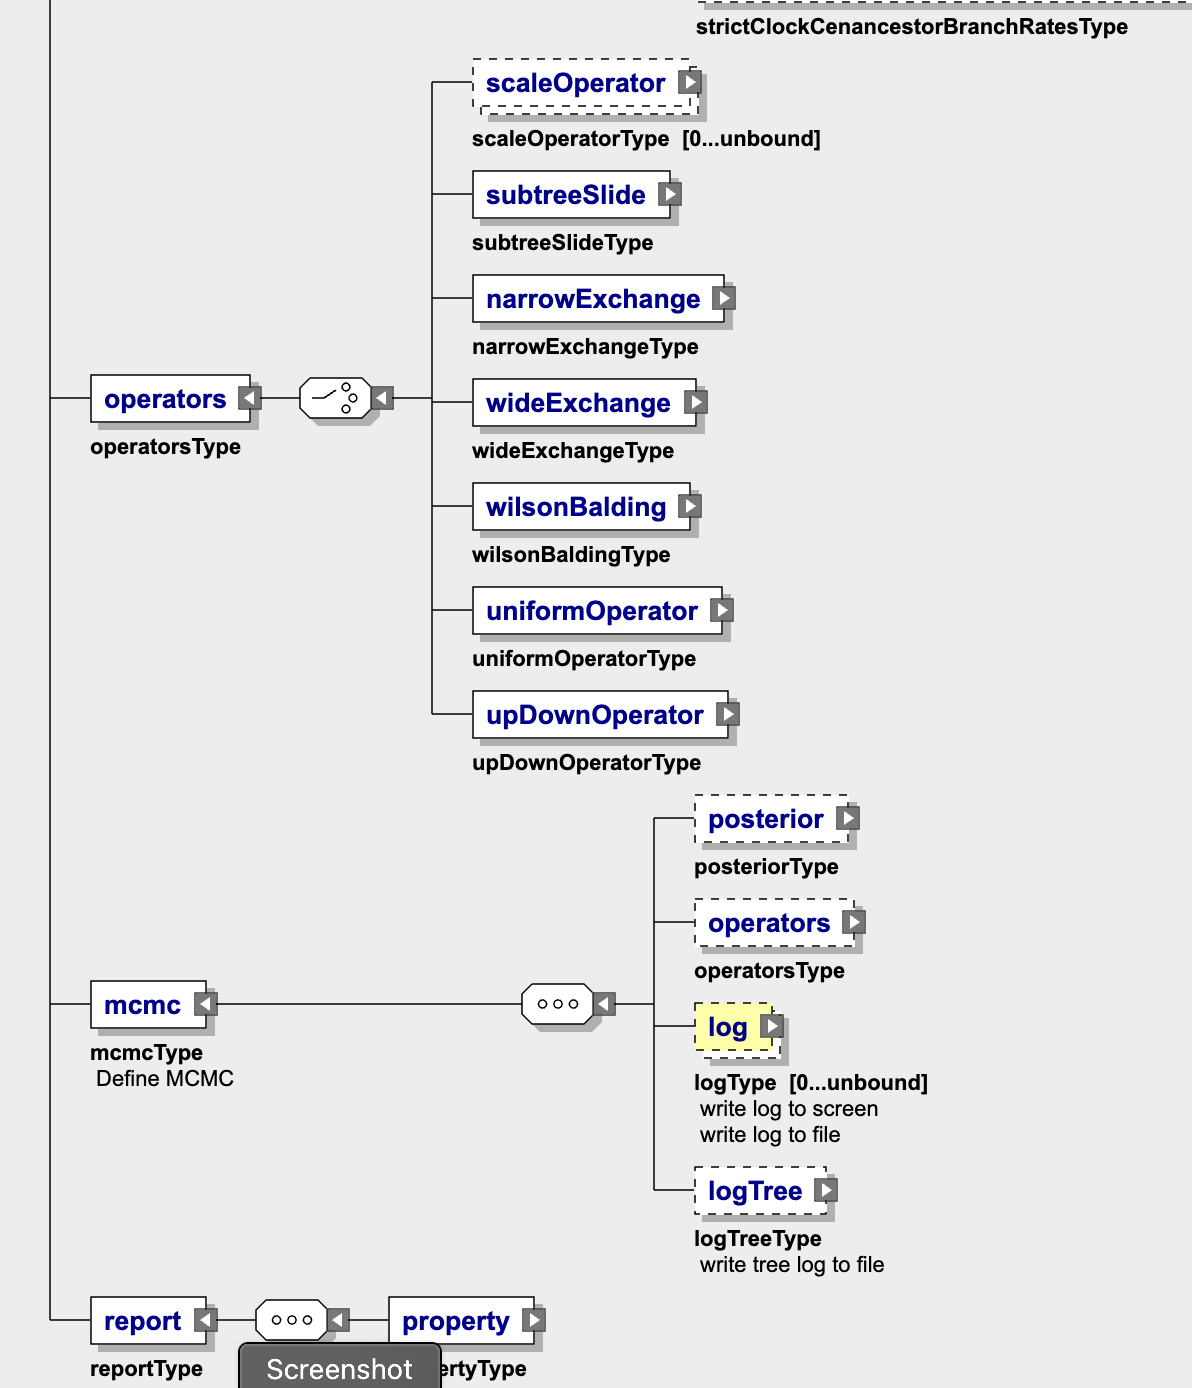 strictClockCenancestorBranchRatesType
scaleOperator
scaleOperatorType [0...unbound]
subtreeSlide
subtreeSlideType
narrowExchange
narrowExchangeType
operators
operatorsType
wideExchange
wideExchangeType
wilsonBalding
wilsonBaldingType
uniformOperator
uniformOperatorType
upDownOperator
upDownOperatorType
posterior
posteriorType
operators
operatorsType
mcmc
mcmcType
Define MCMC
log
logType [0...unbound]
write log to screen
write log to file
logTree
logTreeType
write tree log to file
report
reportType
property
ertyType
Screenshot